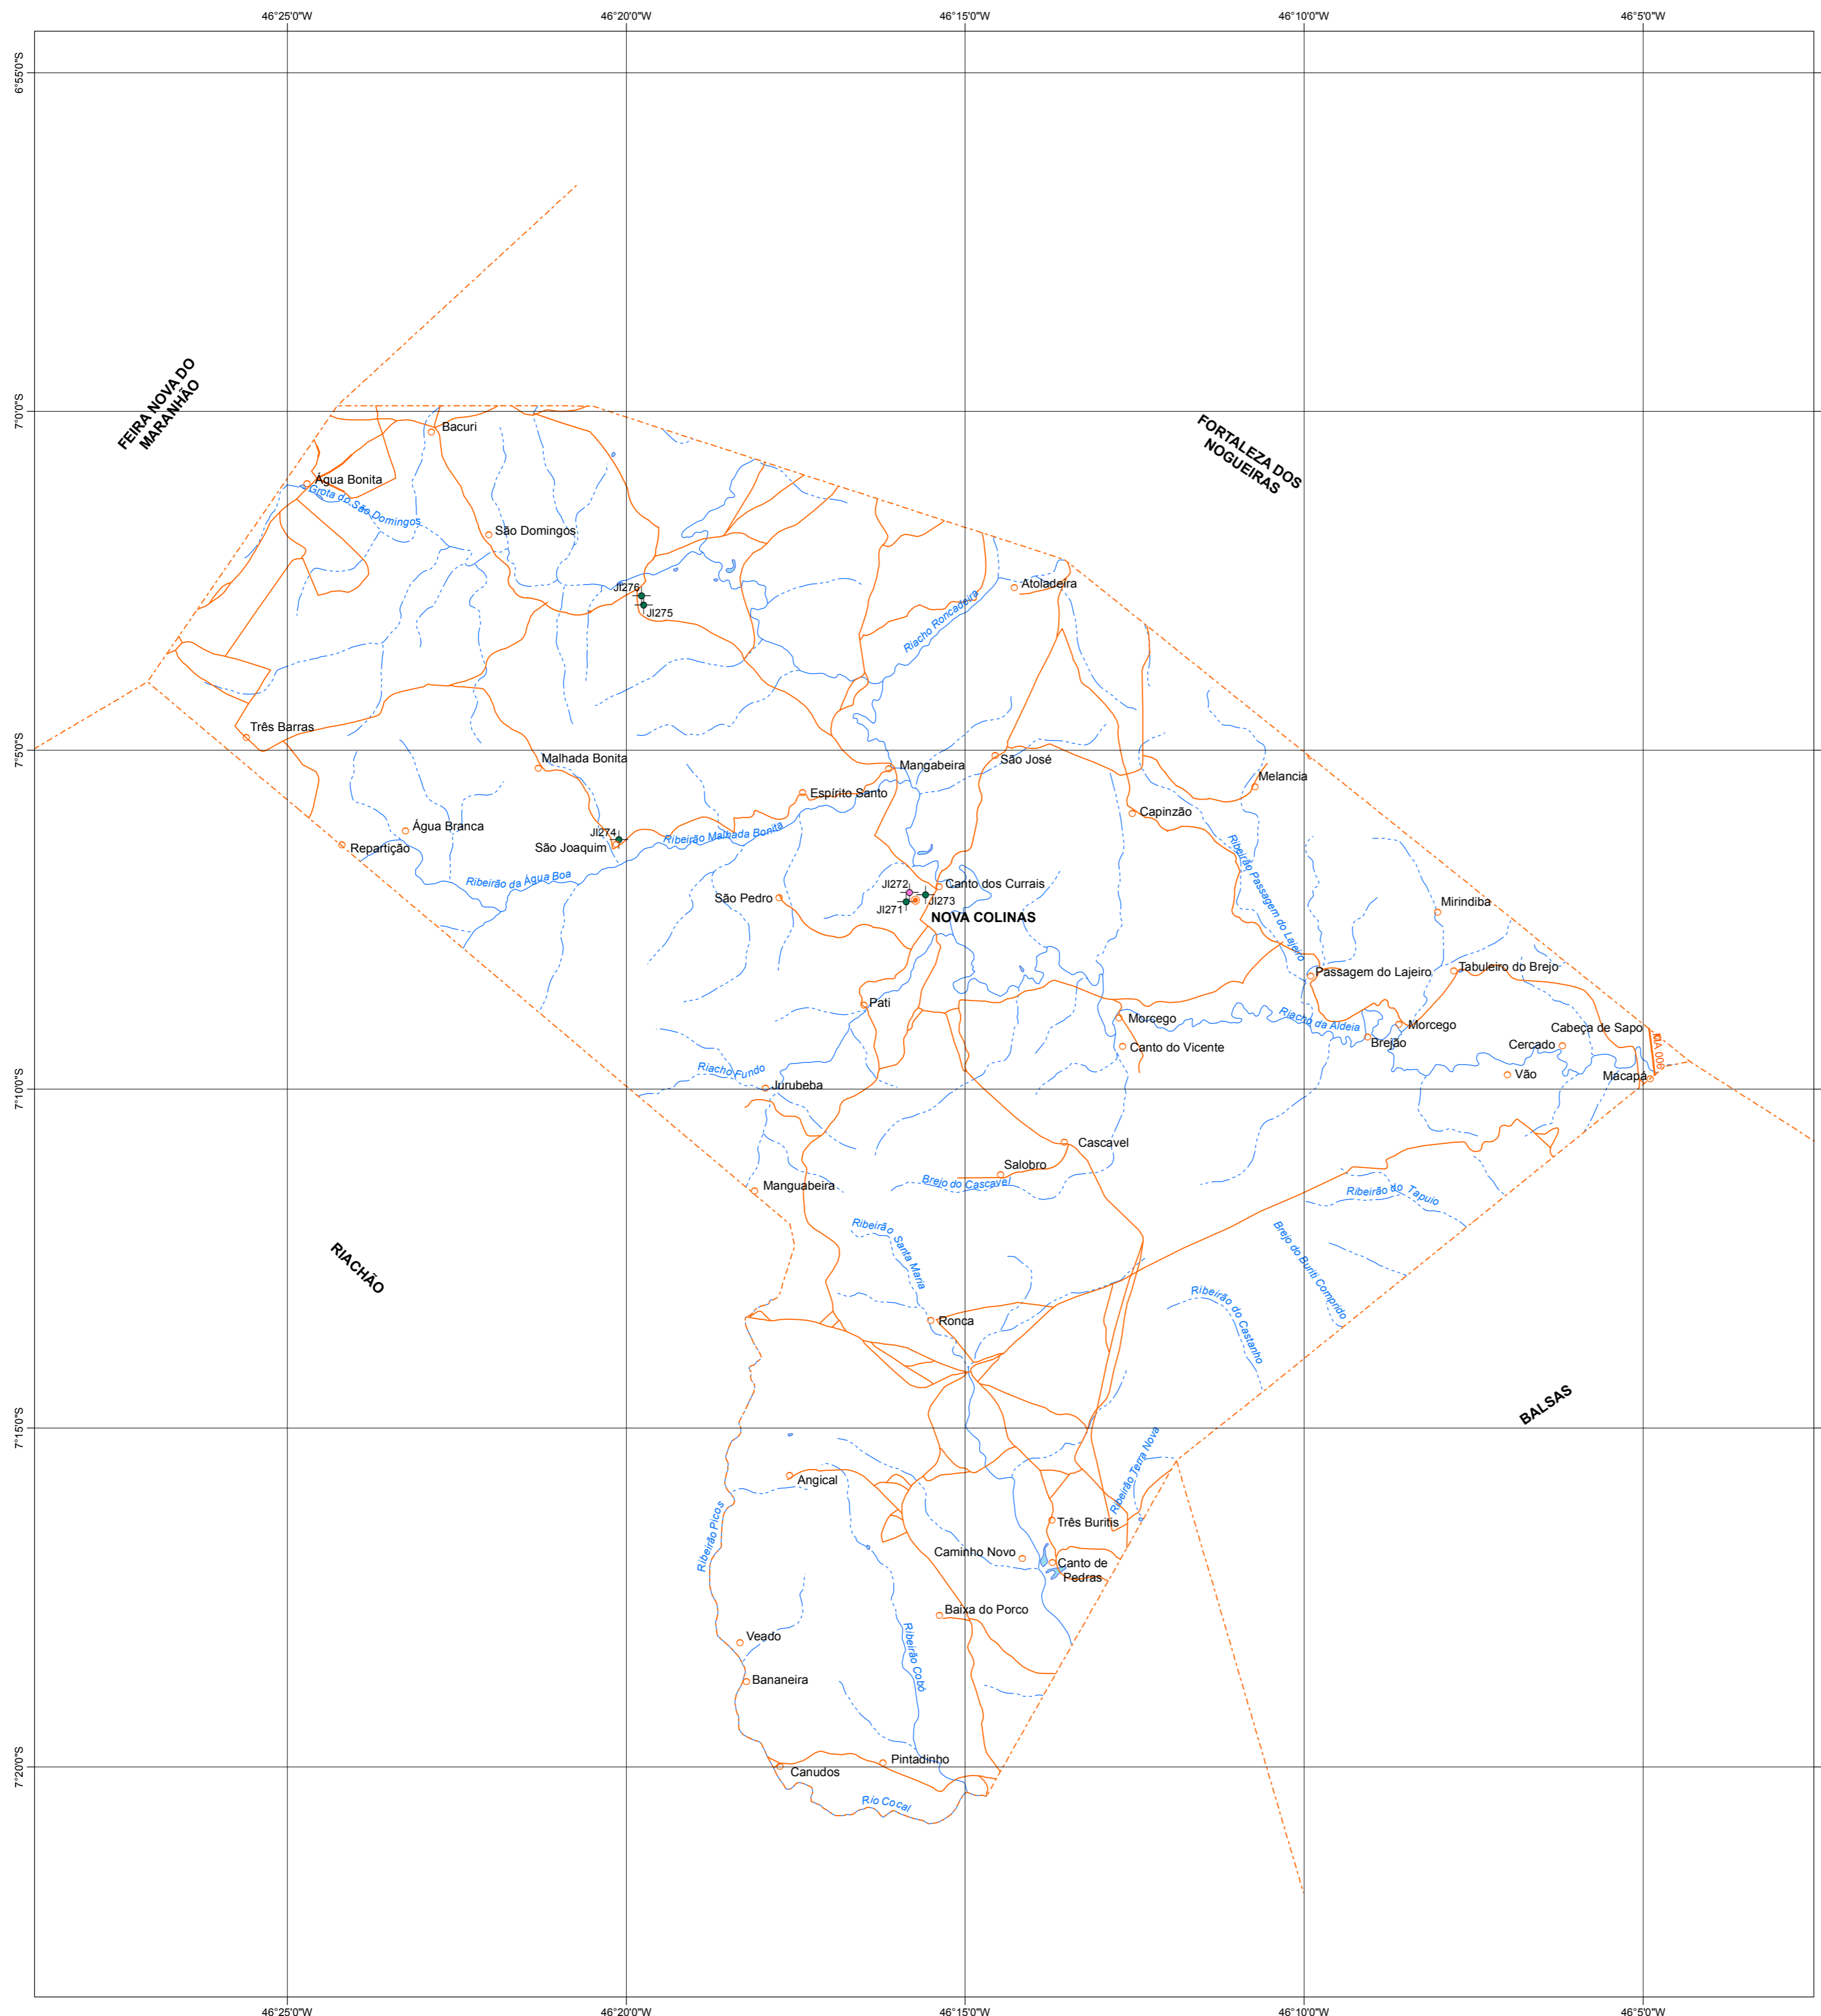 46°25'0"W
46°20'0"W
46°15'0"W
46°10'0"W
46°5'0"W
6°55'0"S
FEIRA NOVA DO
MARANHÃO
7°0'0"S
FORTALEZA DOS
NOGUEIRAS
Bacuri
Água Bonita
Grota do São Domingos
São Domingos
JI276
JI275
Atoladeira
Riacho Roncadeira
Três Barras
7°5'0"S
Malhada Bonita
Mangabeira
São José
Melancia
Espírito Santo
Capinzão
Água Branca
JI274
Ribeirão Malhada Bonita
Repartição
São Joaquim
Ribeirão da Água Boa
Ribeirão Passagem do Lajeiro
JI272
Canto dos Currais
São Pedro
JI273
JI271
NOVA COLINAS
Mirindiba
Passagem do Lajeiro
Tabuleiro do Brejo
Pati
Morcego
Riacho da Aldeia
Morcego
Cabeça de Sapo
MA 006
Canto do Vicente
Brejão
Cercado
Riacho Fundo
Vão
Macapá
Jurubeba
7°10'0"S
Cascavel
Salobro
Brejo do Cascavel
Manguabeira
Ribeirão do Tapuio
Ribeirão Santa Maria
Brejo do Buriti Comprido
RIACHÃO
Ribeirão do Castanho
Ronca
BALSAS
7°15'0"S
Ribeirão Terra Nova
Angical
Ribeirão Picos
Três Buritis
Caminho Novo
Canto de
Pedras
Baixa do Porco
Veado
Ribeirão Cobó
Bananeira
Pintadinho
7°20'0"S
Canudos
Rio Cocal
46°25'0"W
46°20'0"W
46°15'0"W
46°10'0"W
46°5'0"W